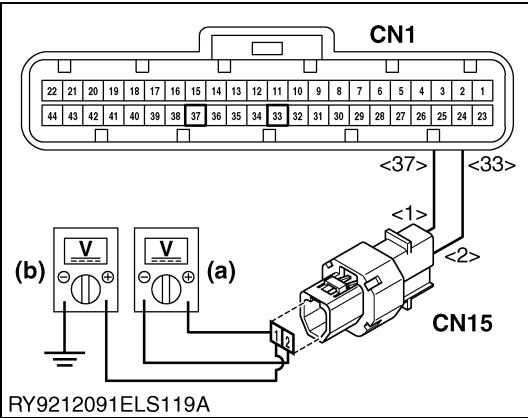 CN1
22 21 20 19 18 17 16 15 14 13 12 11 10 9 8 7 6 5 4 3 2 1
44 43 42 41 40 39 38 37 36 35 34 33 32 31 30 29 28 27 26 25 24 23
<37> <33>
<1>
<2>
(b) V V (a)
− + − +
1 2
CN15
RY9212091ELS119A